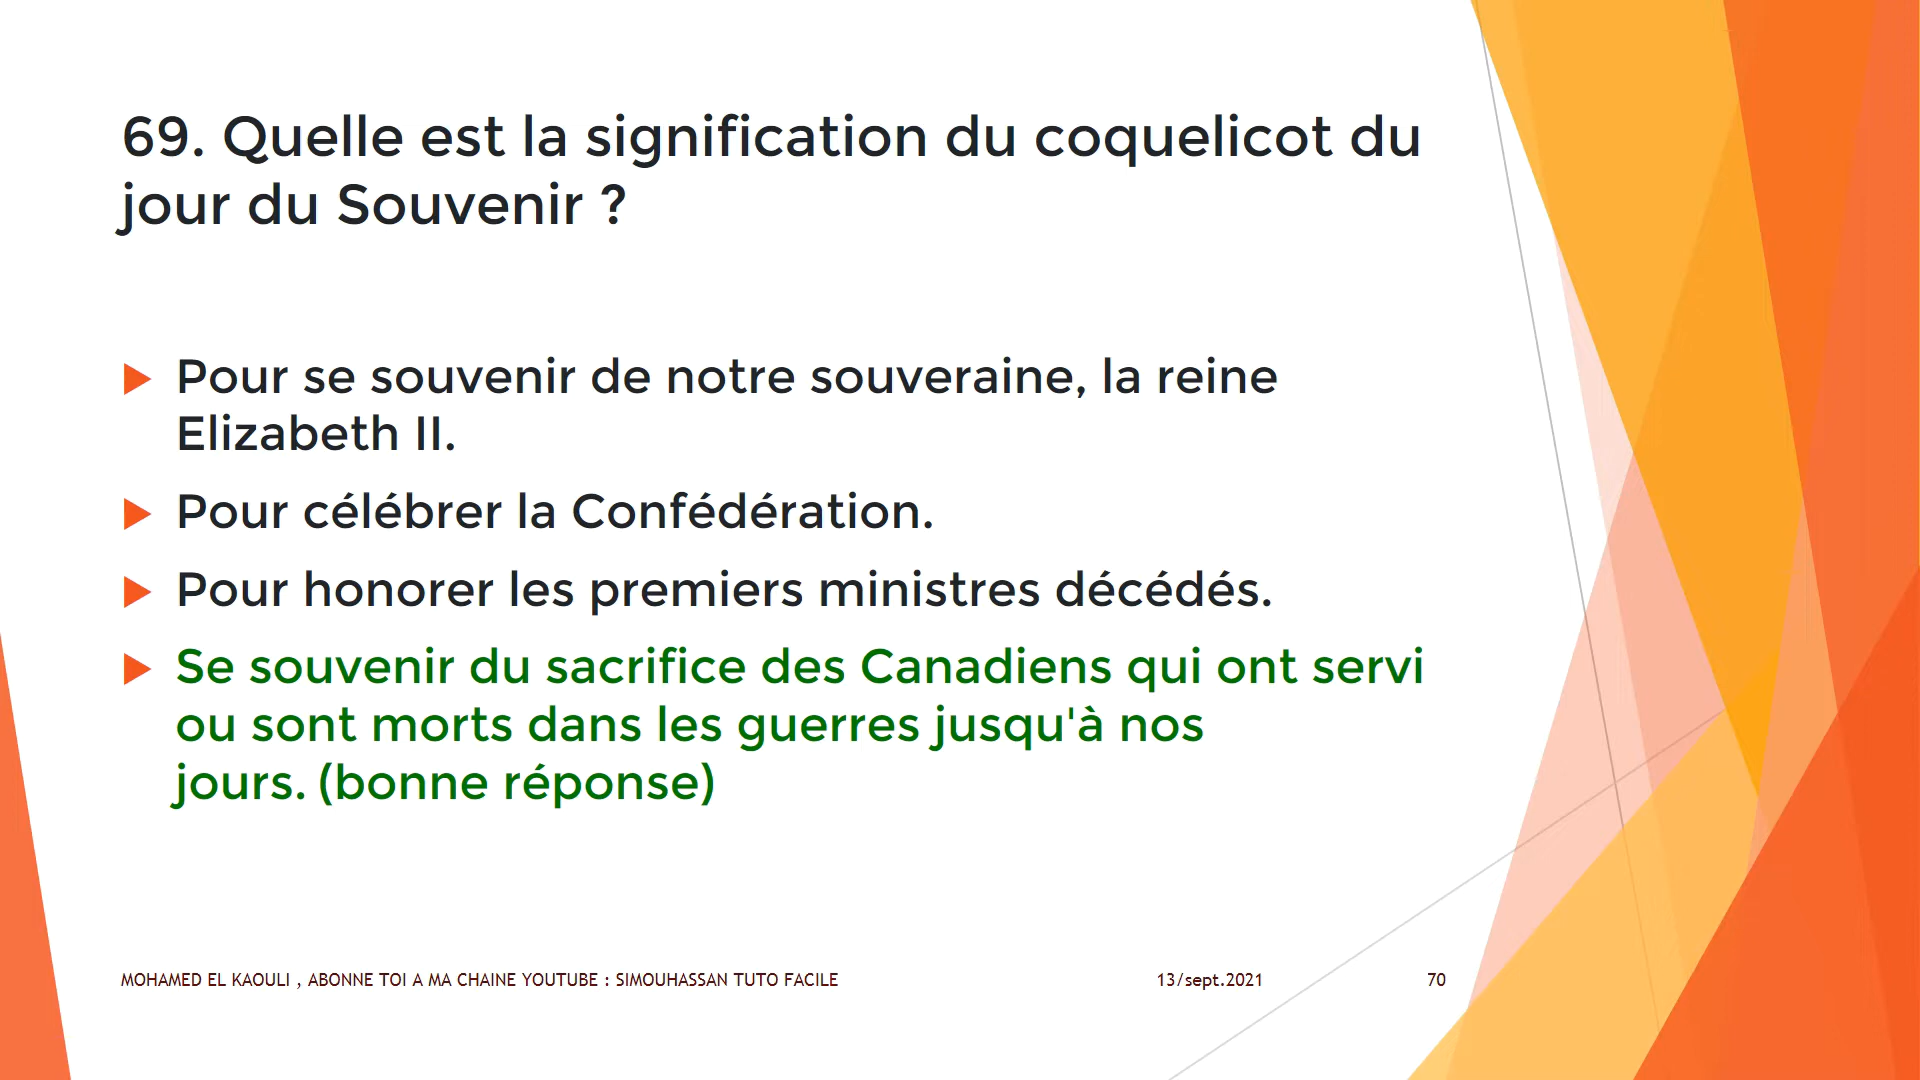 69. Quelle est la signification du coquelicot du
jour du Souvenir ?
Pour se souvenir de notre souveraine, la reine
Elizabeth II.
Pour célébrer la Confédération.
Pour honorer les premiers ministres décédés.
Se souvenir du sacrifice des Canadiens qui ont servi
ou sont morts dans les guerres jusqu'à nos
jours. (bonne réponse)
MOHAMED EL KAOULI , ABONNE TOI A MA CHAINE YOUTUBE : SIMOUHASSAN TUTO FACILE
13/sept.2021
70